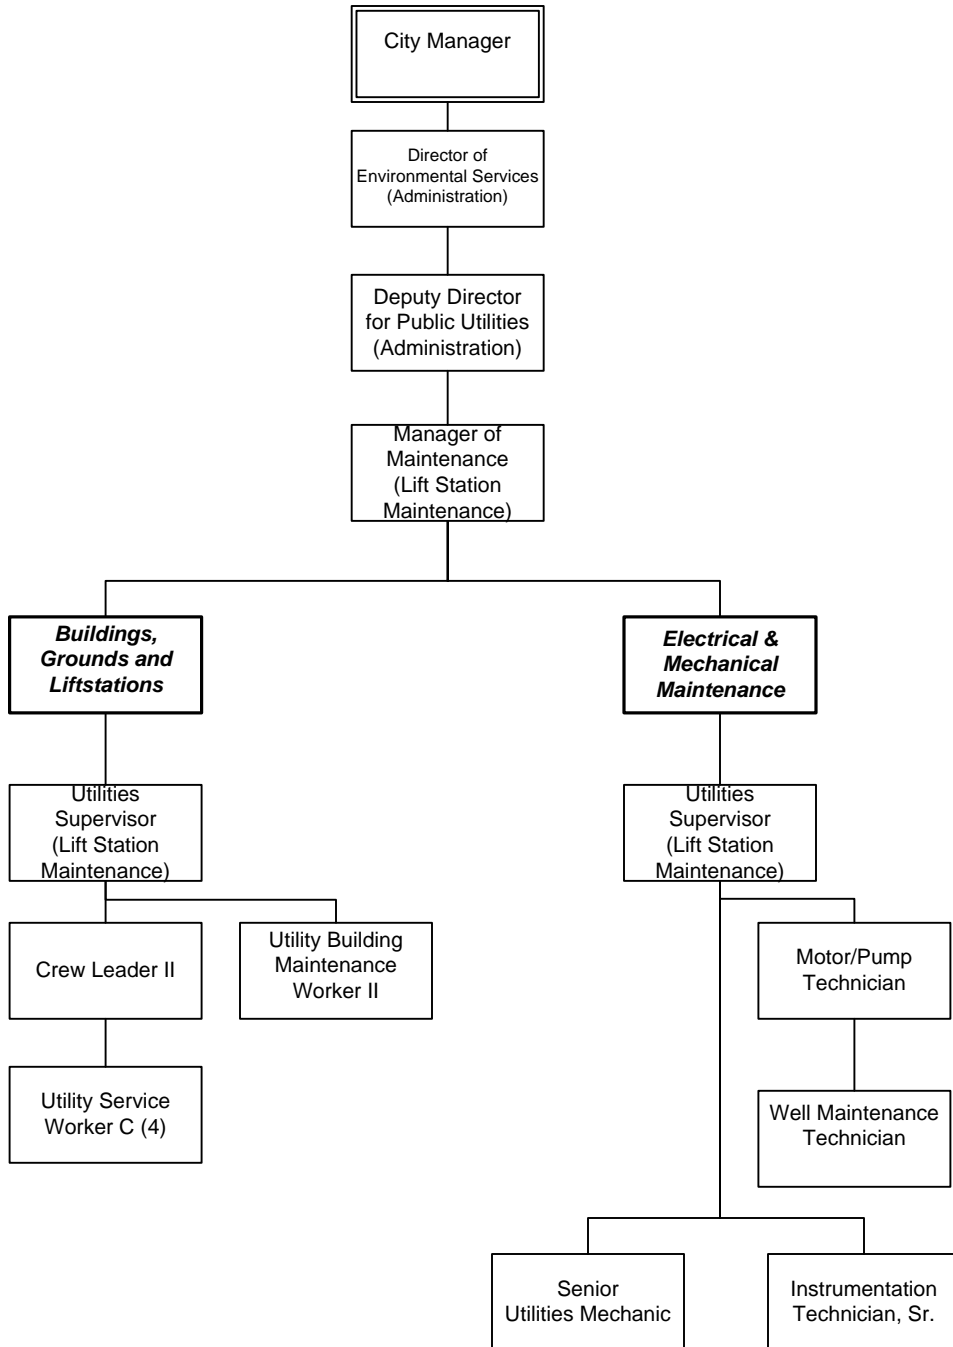 City Manager
Director of
Environmental Services
(Administration)
Deputy Director
for Public Utilities
(Administration)
Manager of
Maintenance
(Lift Station
Maintenance)
Buildings,
Grounds and
Liftstations
Electrical &
Mechanical
Maintenance
Utilities
Supervisor
(Lift Station
Maintenance)
Utilities
Supervisor
(Lift Station
Maintenance)
Crew Leader II
Utility Building
Maintenance
Worker II
Motor/Pump
Technician
Utility Service
Worker C (4)
Well Maintenance
Technician
Senior
Utilities Mechanic
Instrumentation
Technician, Sr.